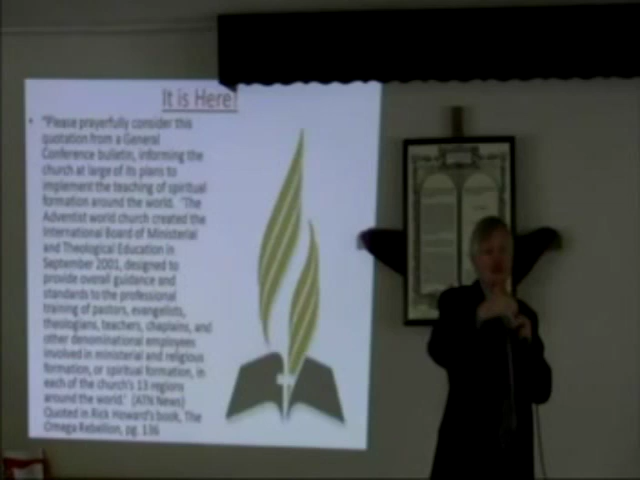 It is Here!
• "Please prayerfully consider this
quotation from a General
Conference bulletin, informing the
church at large of its plans to
implement the teaching of spiritual
formation around the world. 'The
Adventist world church created the
International Board of Ministerial
and Theological Education in
September 2001, designed to
provide overall guidance and
standards to the professional
training of pastors, evangelists,
theologians, teachers, chaplains, and
other denominational employees
involved in ministerial and religious
formation, or spiritual formation, in
each of the church's 13 regions
around the world.' (ATN News)
Quoted in Rick Howard's book, The
Omega Rebellion, pg. 136